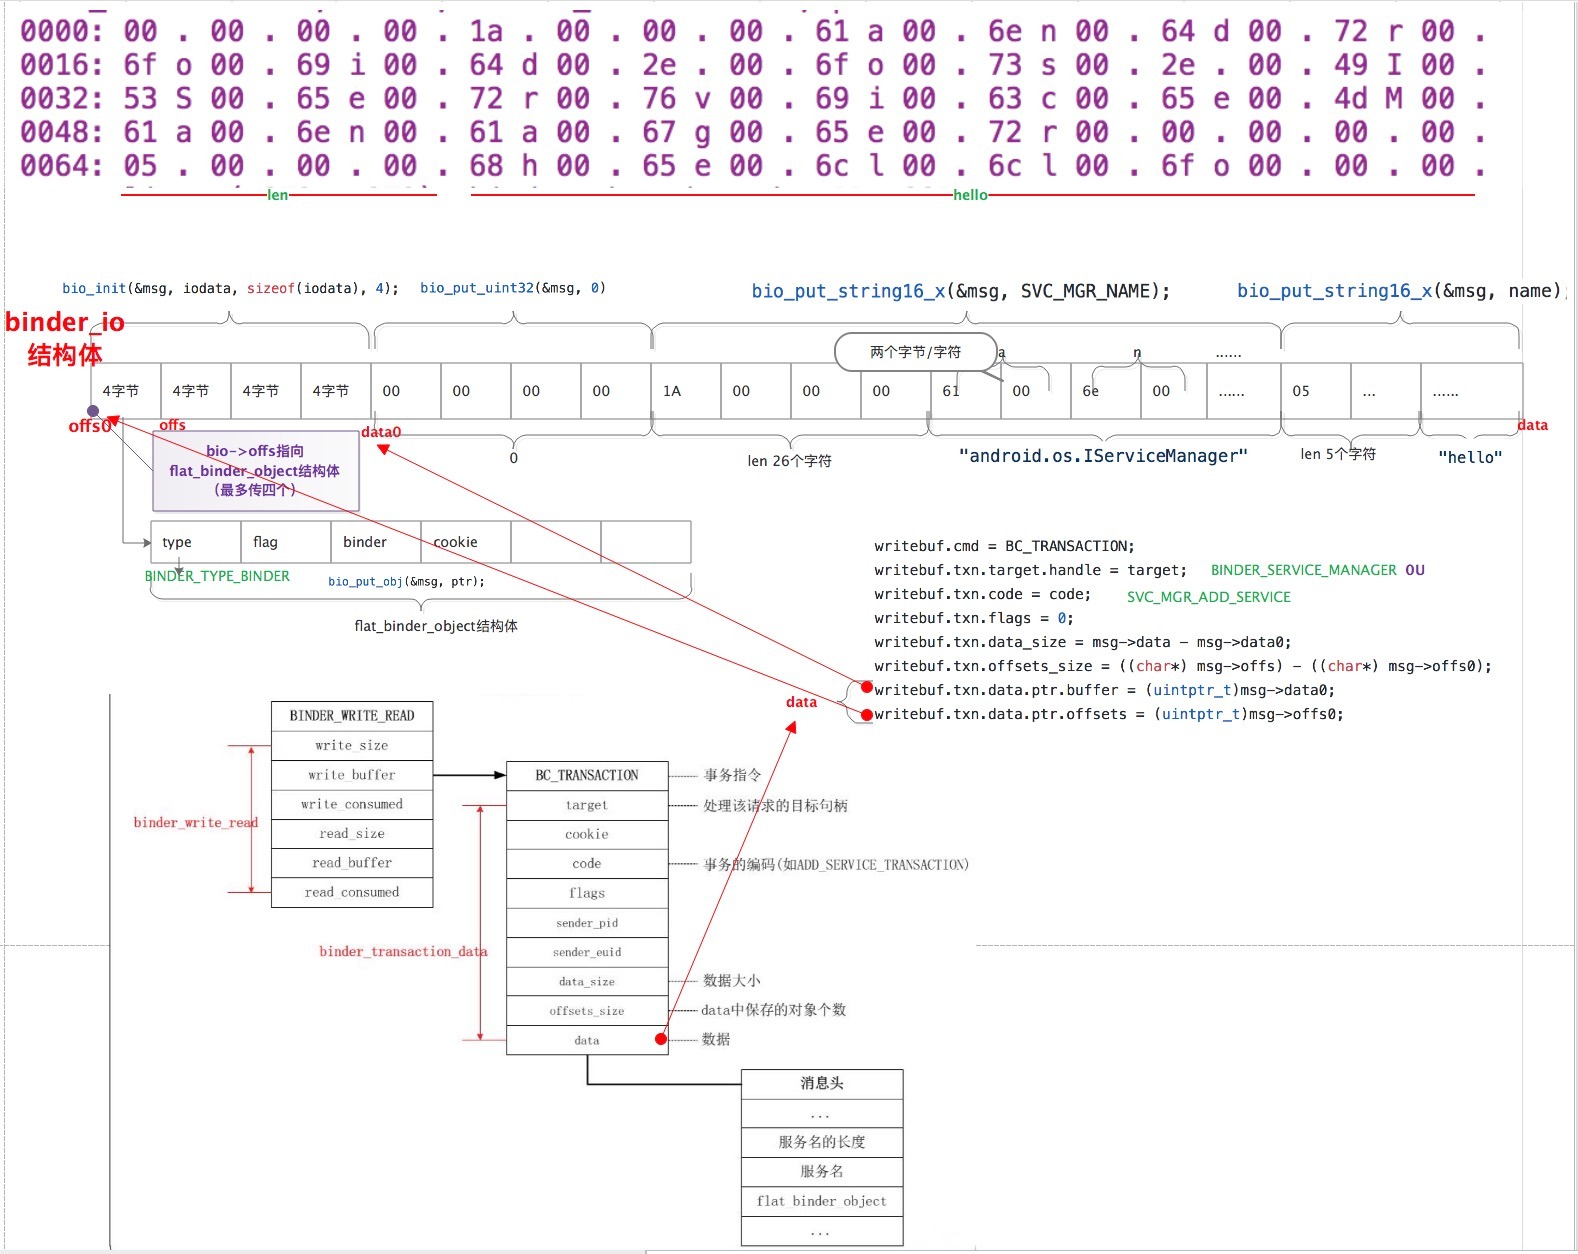 0000: 00 . 00 . 00 . 00 . 1a . 00 . 00 . 00 . 61 a 00 . 6e n 00 . 64 d 00 . 72 r 00 .
0016: 6f o 00 . 69 i 00 . 64 d 00 . 2e . 00 . 6f o 00 . 73 s 00 . 2e . 00 . 49 I 00 .
0032: 53 S 00 . 65 e 00 . 72 r 00 . 76 v 00 . 69 i 00 . 63 c 00 . 65 e 00 . 4d M 00 .
0048: 61 a 00 . 6e n 00 . 61 a 00 . 67 g 00 . 65 e 00 . 72 r 00 . 00 . 00 . 00 .
0064: 05 . 00 . 00 . 00 . 68 h 00 . 65 e 00 . 6c l 00 . 6c l 00 . 6f o 00 . 00 .
len hello
bio_init(&msg, iodata, sizeof(iodata), 4); bio_put_uint32(&msg, 0) bio_put_string16_x(&msg, SVC_MGR_NAME); bio_put_string16_x(&msg, name);
binder_io
结构体
两个字节/字符 a n ......
4字节 4字节 4字节 4字节 00 00 00 00 1A 00 00 00 61 00 6e 00 ...... 05 ... ......
offs0 offs data0 data
bio->offs指向
flat_binder_object结构体
(最多传四个)
0 len 26个字符 "android.os.IServiceManager" len 5个字符 "hello"
type flag binder cookie
BINDER_TYPE_BINDER bio_put_obj(&msg, ptr);
flat_binder_object结构体
writebuf.cmd = BC_TRANSACTION;
writebuf.txn.target.handle = target; BINDER_SERVICE_MANAGER 0U
writebuf.txn.code = code; SVC_MGR_ADD_SERVICE
writebuf.txn.flags = 0;
writebuf.txn.data_size = msg->data - msg->data0;
writebuf.txn.offsets_size = ((char*) msg->offs) - ((char*) msg->offs0);
writebuf.txn.data.ptr.buffer = (uintptr_t)msg->data0;
writebuf.txn.data.ptr.offsets = (uintptr_t)msg->offs0;
data
BINDER_WRITE_READ
write_size
write_buffer
write_consumed
read_size
read_buffer
read_consumed
binder_write_read
BC_TRANSACTION 事务指令
target 处理该请求的目标句柄
cookie
code 事务的编码(如ADD_SERVICE_TRANSACTION)
flags
sender_pid
sender_euid
data_size 数据大小
offsets_size data中保存的对象个数
data 数据
binder_transaction_data
消息头
...
服务名的长度
服务名
flat binder object
...